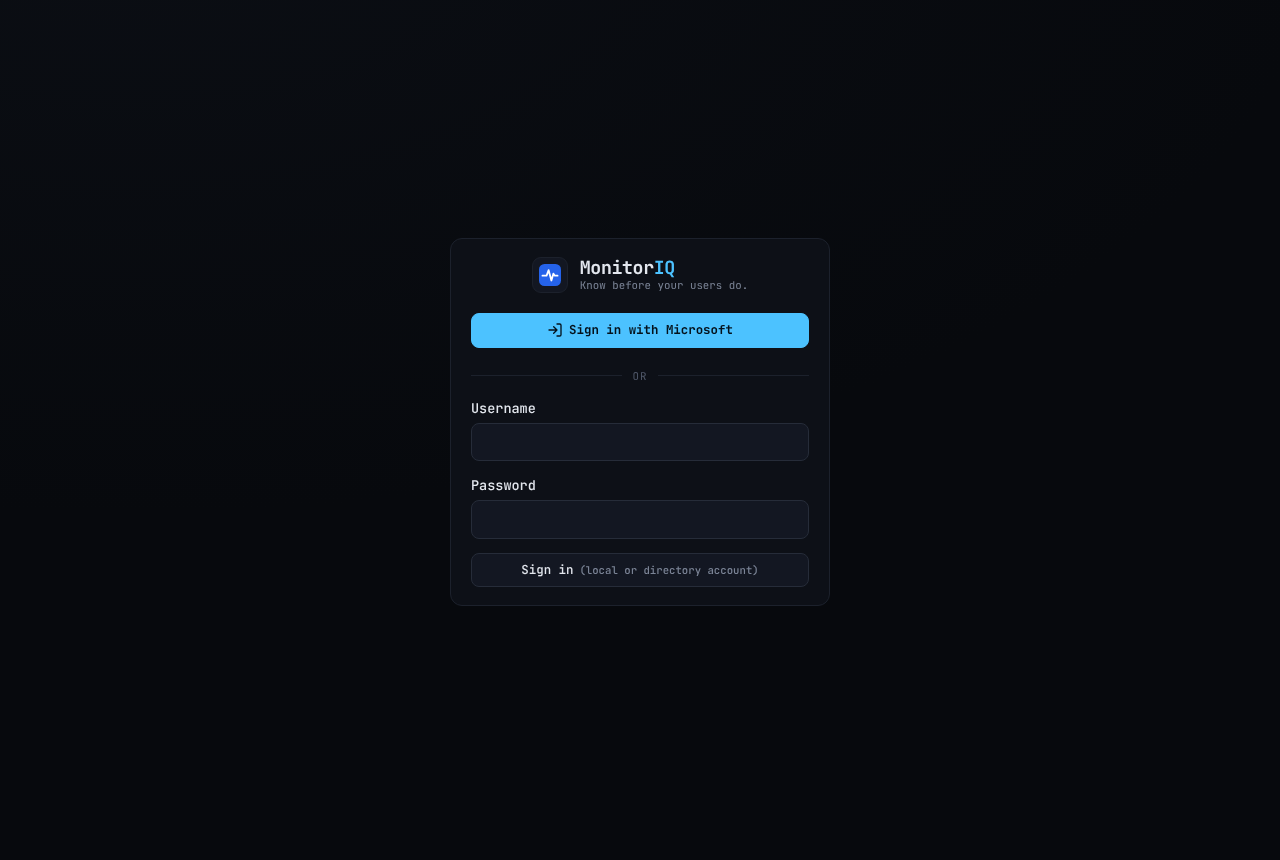 MonitorIQ
Know before your users do.
Sign in with Microsoft
OR
Username
Password
Sign in (local or directory account)